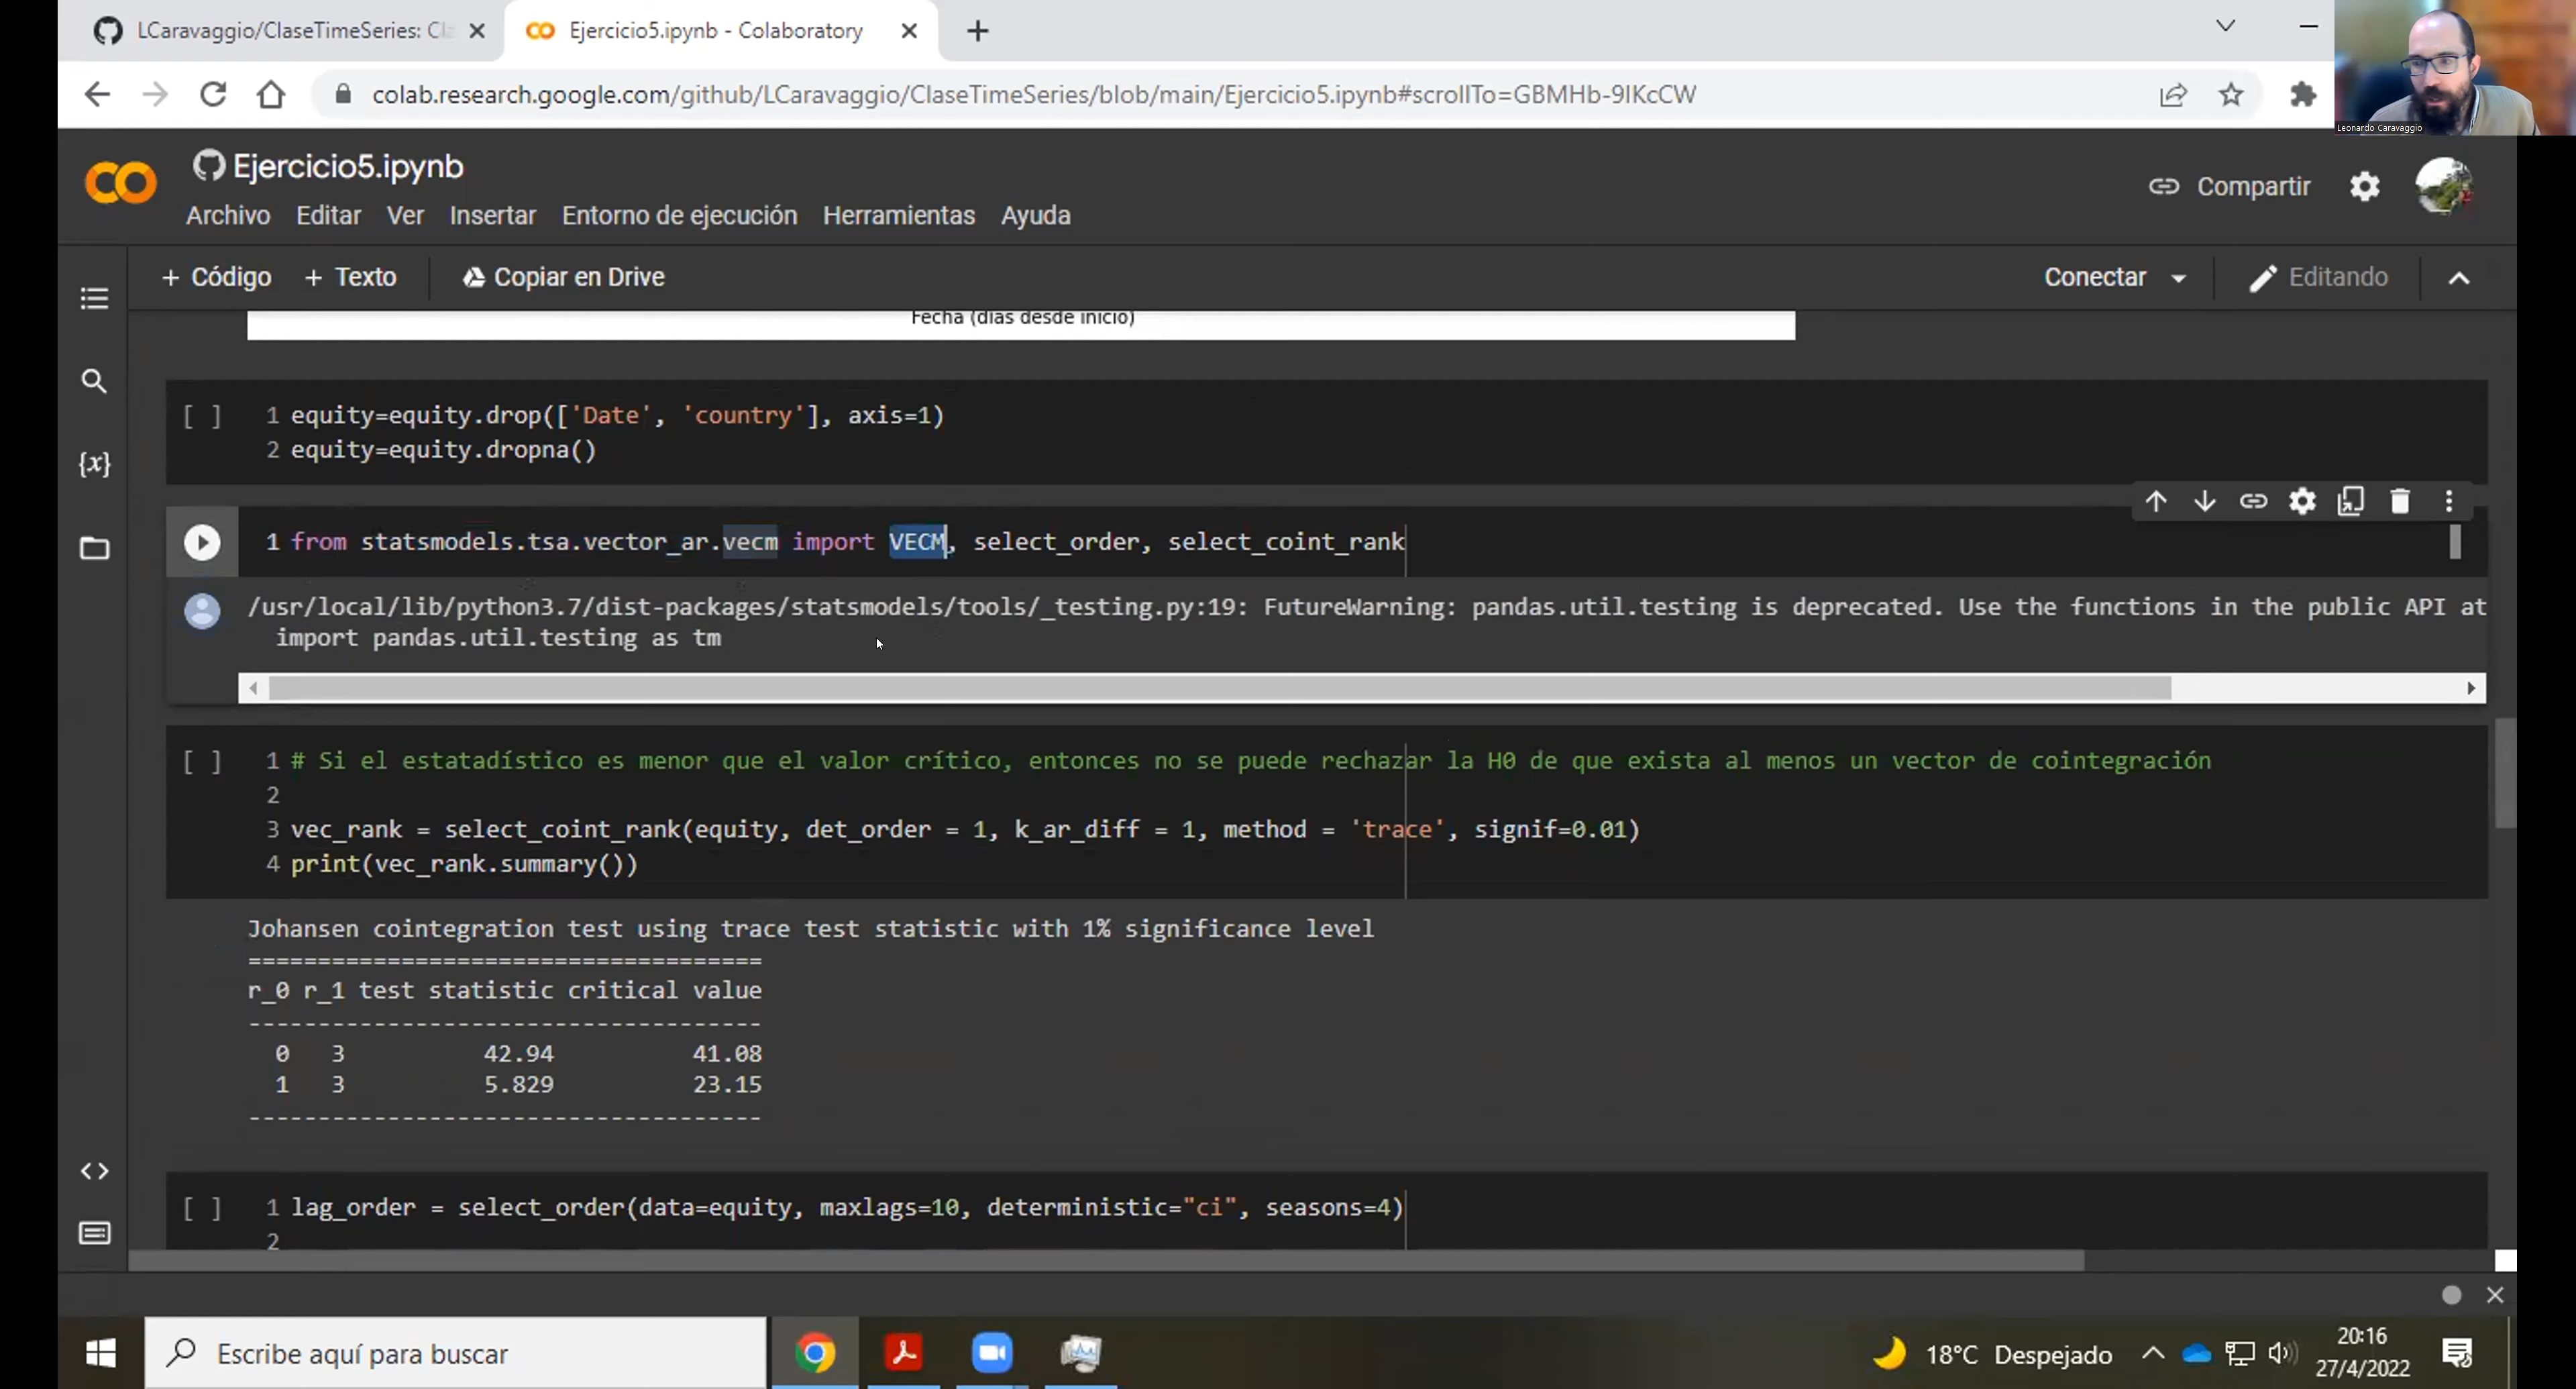 LCaravaggio/ClaseTimeSeries: Cl
Ejercicio5.ipynb - Colaboratory
colab.research.google.com/github/LCaravaggio/ClaseTimeSeries/blob/main/Ejercicio5.ipynb#scrollTo=GBMHb-9IKcCW
Leonardo Caravaggio
Ejercicio5.ipynb
Compartir
Archivo Editar Ver Insertar Entorno de ejecución Herramientas Ayuda
+ Código + Texto Copiar en Drive Conectar Editando
Fecha (días desde inicio)
[ ] 1 equity=equity.drop(['Date', 'country'], axis=1)
2 equity=equity.dropna()
{x}
1 from statsmodels.tsa.vector_ar.vecm import VECM, select_order, select_coint_rank
/usr/local/lib/python3.7/dist-packages/statsmodels/tools/_testing.py:19: FutureWarning: pandas.util.testing is deprecated. Use the functions in the public API at
import pandas.util.testing as tm
[ ] 1 # Si el estatadístico es menor que el valor crítico, entonces no se puede rechazar la H0 de que exista al menos un vector de cointegración
2
3 vec_rank = select_coint_rank(equity, det_order = 1, k_ar_diff = 1, method = 'trace', signif=0.01)
4 print(vec_rank.summary())
Johansen cointegration test using trace test statistic with 1% significance level
=====================================
r_0 r_1 test statistic critical value
-------------------------------------
0 3 42.94 41.08
1 3 5.829 23.15
-------------------------------------
[ ] 1 lag_order = select_order(data=equity, maxlags=10, deterministic="ci", seasons=4)
2
Escribe aquí para buscar
18°C Despejado
20:16
27/4/2022